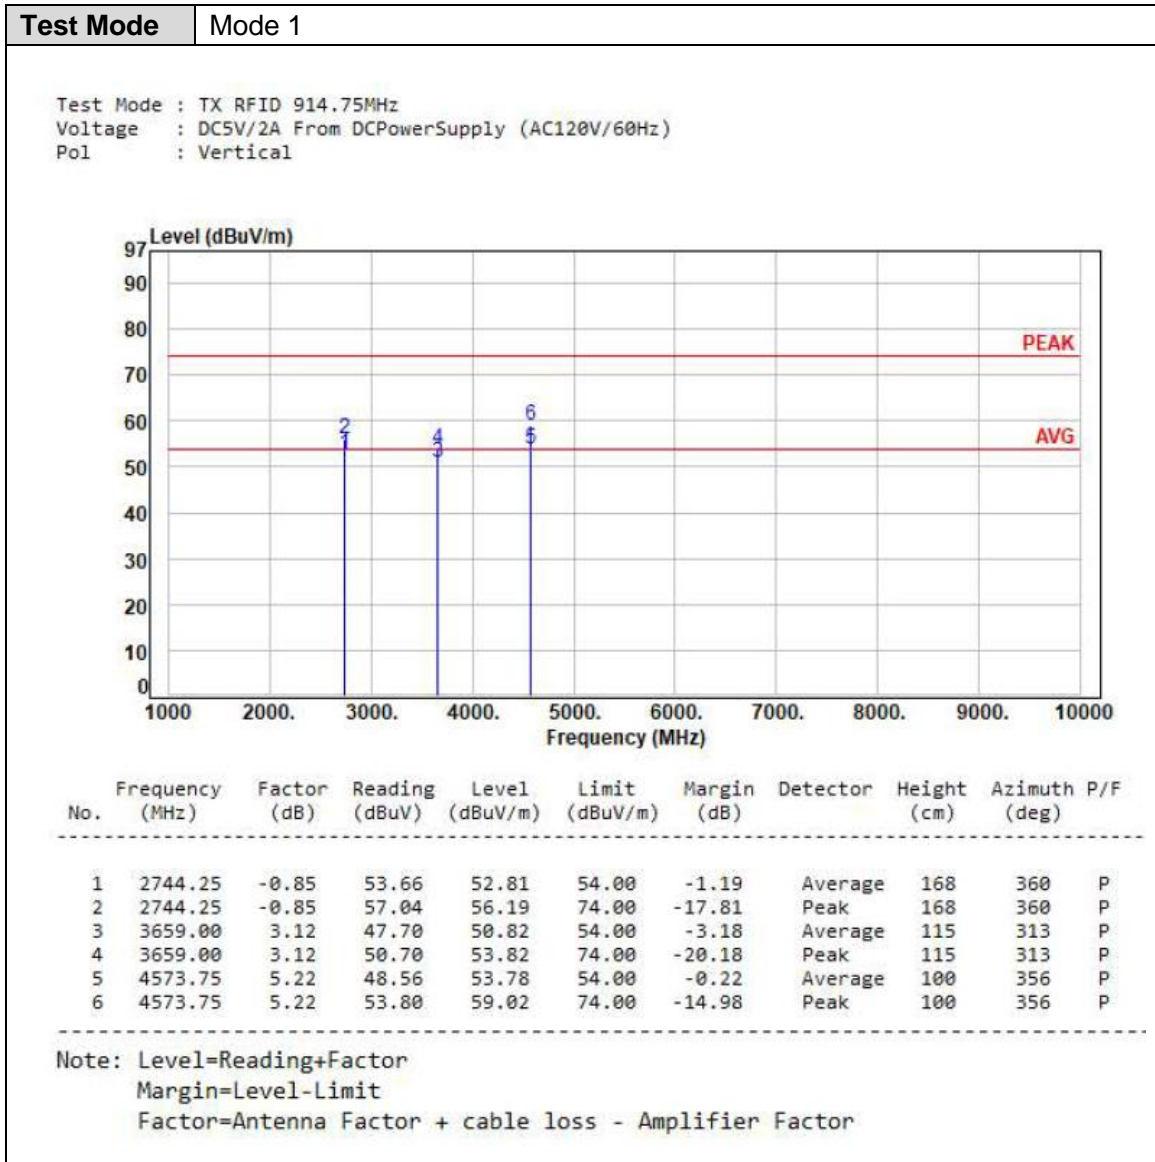 Test Mode Mode 1
Test Mode : TX RFID 914.75MHz
Voltage : DC5V/2A From DCPowerSupply (AC120V/60Hz)
Pol : Vertical
97 Level (dBuV/m)
90
80
PEAK
70
6
60
2
4
AVG
1
3
5
50
40
30
20
10
0
1000 2000. 3000. 4000. 5000. 6000. 7000. 8000. 9000. 10000
Frequency (MHz)
Frequency Factor Reading Level Limit Margin Detector Height Azimuth P/F
No. (MHz) (dB) (dBuV) (dBuV/m) (dBuV/m) (dB) (cm) (deg)
1 2744.25 -0.85 53.66 52.81 54.00 -1.19 Average 168 360 P
2 2744.25 -0.85 57.04 56.19 74.00 -17.81 Peak 168 360 P
3 3659.00 3.12 47.70 50.82 54.00 -3.18 Average 115 313 P
4 3659.00 3.12 50.70 53.82 74.00 -20.18 Peak 115 313 P
5 4573.75 5.22 48.56 53.78 54.00 -0.22 Average 100 356 P
6 4573.75 5.22 53.80 59.02 74.00 -14.98 Peak 100 356 P
Note: Level=Reading+Factor
Margin=Level-Limit
Factor=Antenna Factor + cable loss - Amplifier Factor